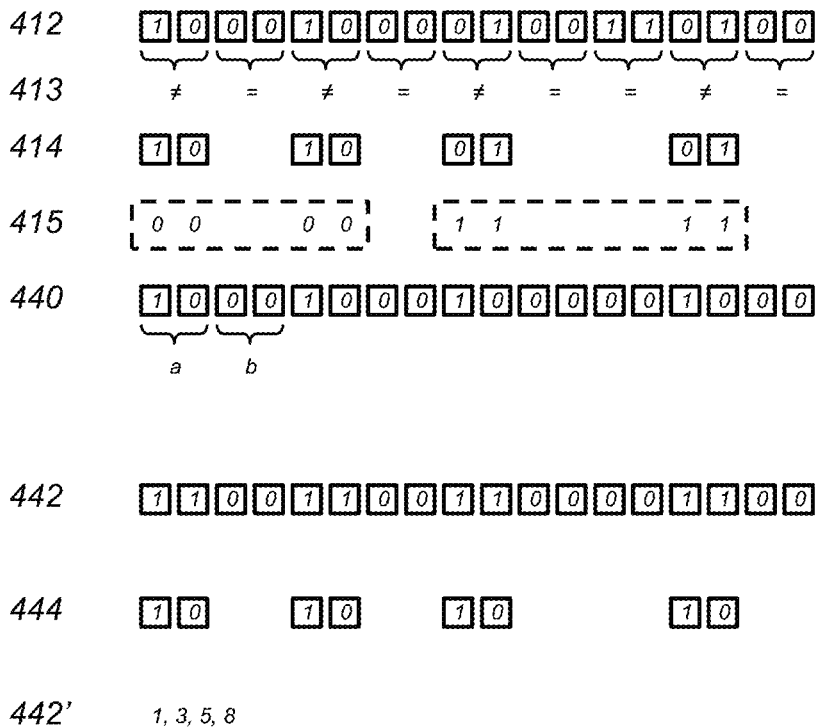 412 1 0 0 0 1 0 0 0 0 1 0 0 1 1 0 1 0 0
413 ≠ = ≠ = ≠ = = ≠ =
414 1 0 1 0 0 1 0 1
415 0 0 0 0 1 1 1 1
440 1 0 0 0 1 0 0 0 1 0 0 0 0 0 1 0 0 0
a b
442 1 1 0 0 1 1 0 0 1 1 0 0 0 0 1 1 0 0
444 1 0 1 0 1 0 1 0
442' 1, 3, 5, 8